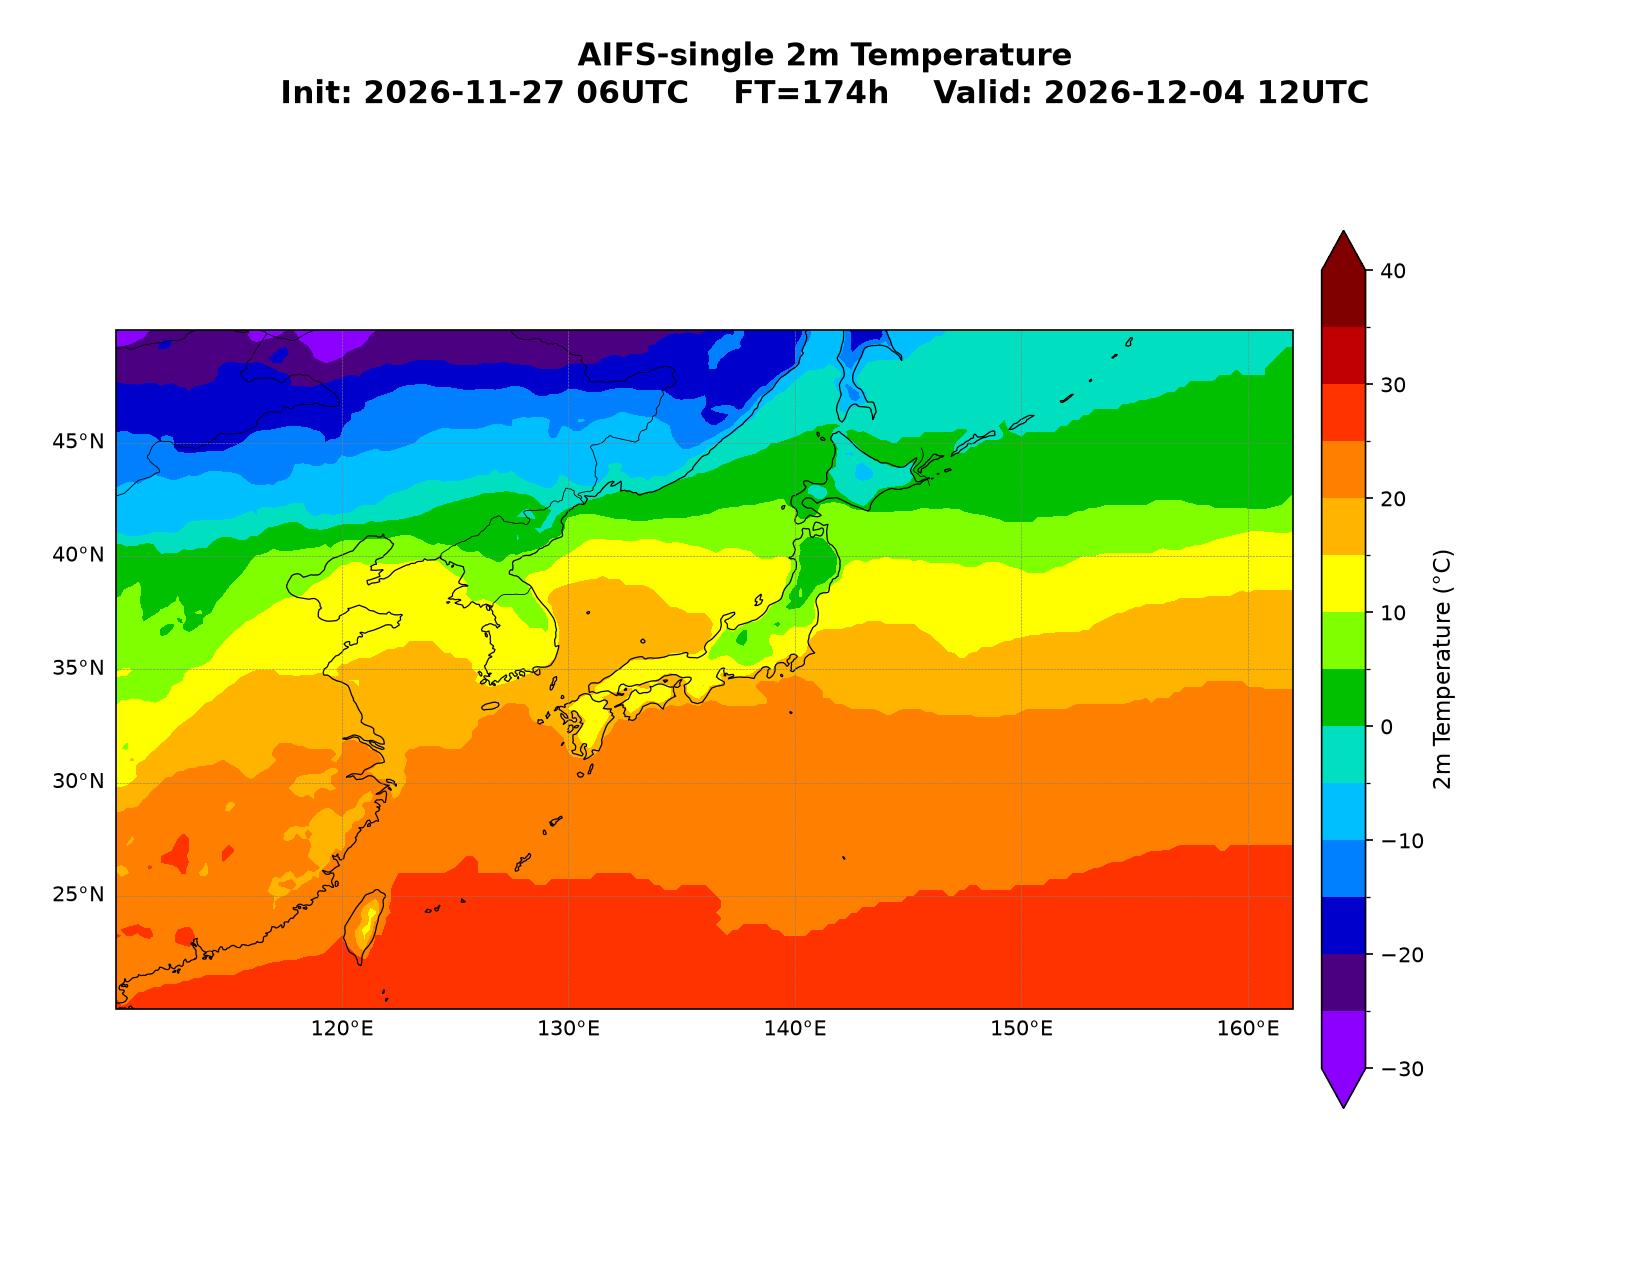 AIFS-single 2m Temperature
Init: 2026-11-27 06UTC    FT=174h    Valid: 2026-12-04 12UTC
40
30
20
10
0
−10
−20
−30
2m Temperature (°C)
45°N
40°N
35°N
30°N
25°N
120°E
130°E
140°E
150°E
160°E